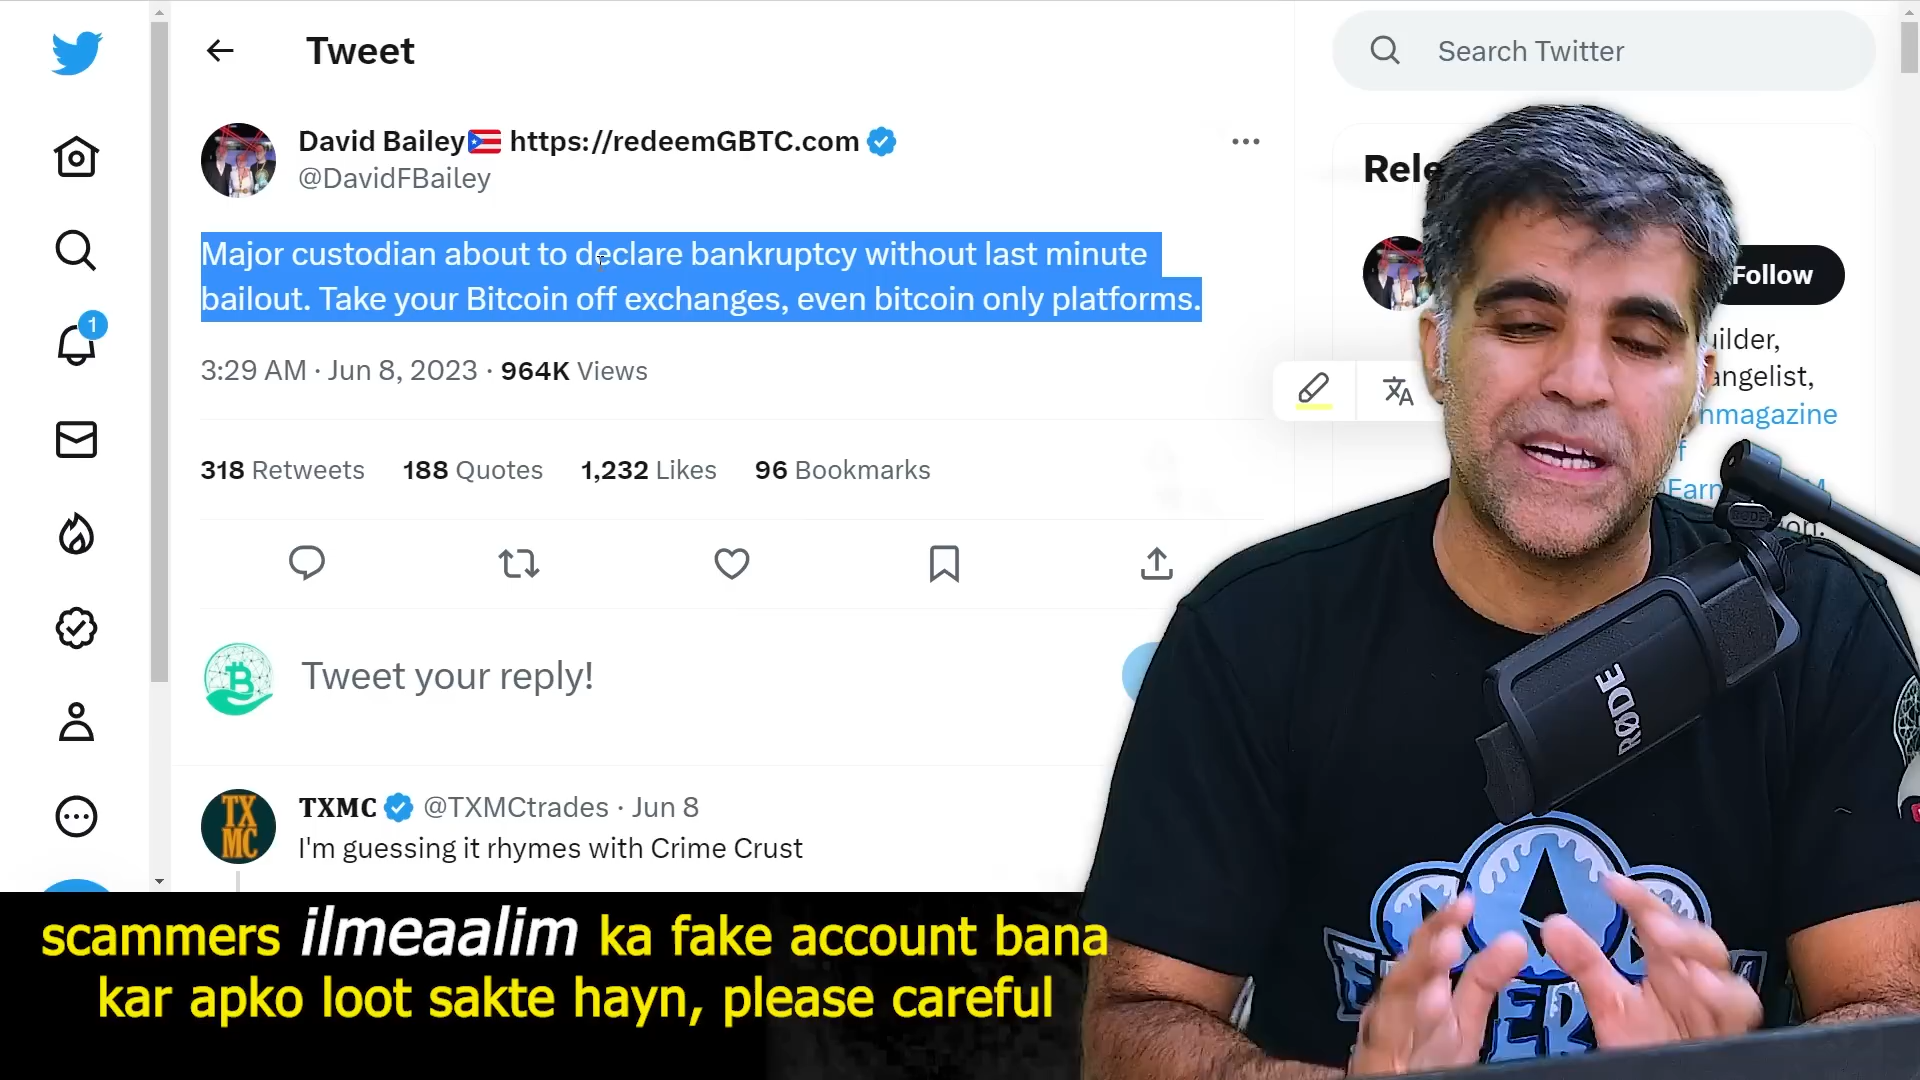 Tweet
Search Twitter
David Bailey🇵🇷 https://redeemGBTC.com
@DavidFBailey
Major custodian about to declare bankruptcy without last minute
bailout. Take your Bitcoin off exchanges, even bitcoin only platforms.
3:29 AM · Jun 8, 2023 · 964K Views
318 Retweets 188 Quotes 1,232 Likes 96 Bookmarks
Tweet your reply!
TXMC @TXMCtrades · Jun 8
I'm guessing it rhymes with Crime Crust
1
TX
MC
Follow
RØDE
scammers ilmeaalim ka fake account bana
kar apko loot sakte hayn, please careful